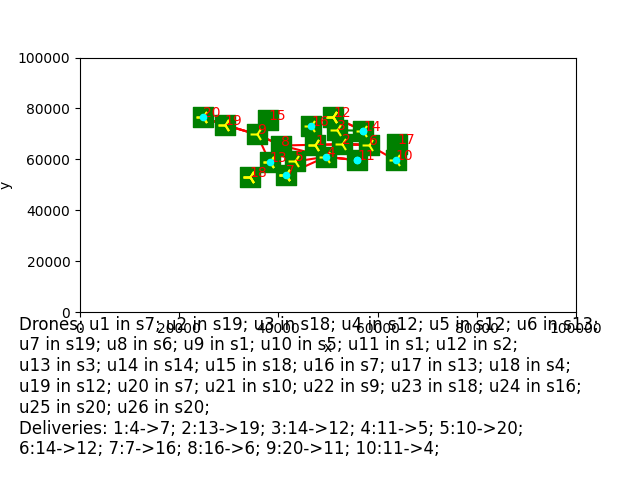 100000
80000
60000
40000
20000
0
y
0 20000 40000 60000 80000 100000
x
Drones: u1 in s7; u2 in s19; u3 in s18; u4 in s12; u5 in s12; u6 in s13;
u7 in s19; u8 in s6; u9 in s1; u10 in s5; u11 in s1; u12 in s2;
u13 in s3; u14 in s14; u15 in s18; u16 in s7; u17 in s13; u18 in s4;
u19 in s12; u20 in s7; u21 in s10; u22 in s9; u23 in s18; u24 in s16;
u25 in s20; u26 in s20;
Deliveries: 1:4->7; 2:13->19; 3:14->12; 4:11->5; 5:10->20;
6:14->12; 7:7->16; 8:16->6; 9:20->11; 10:11->4;